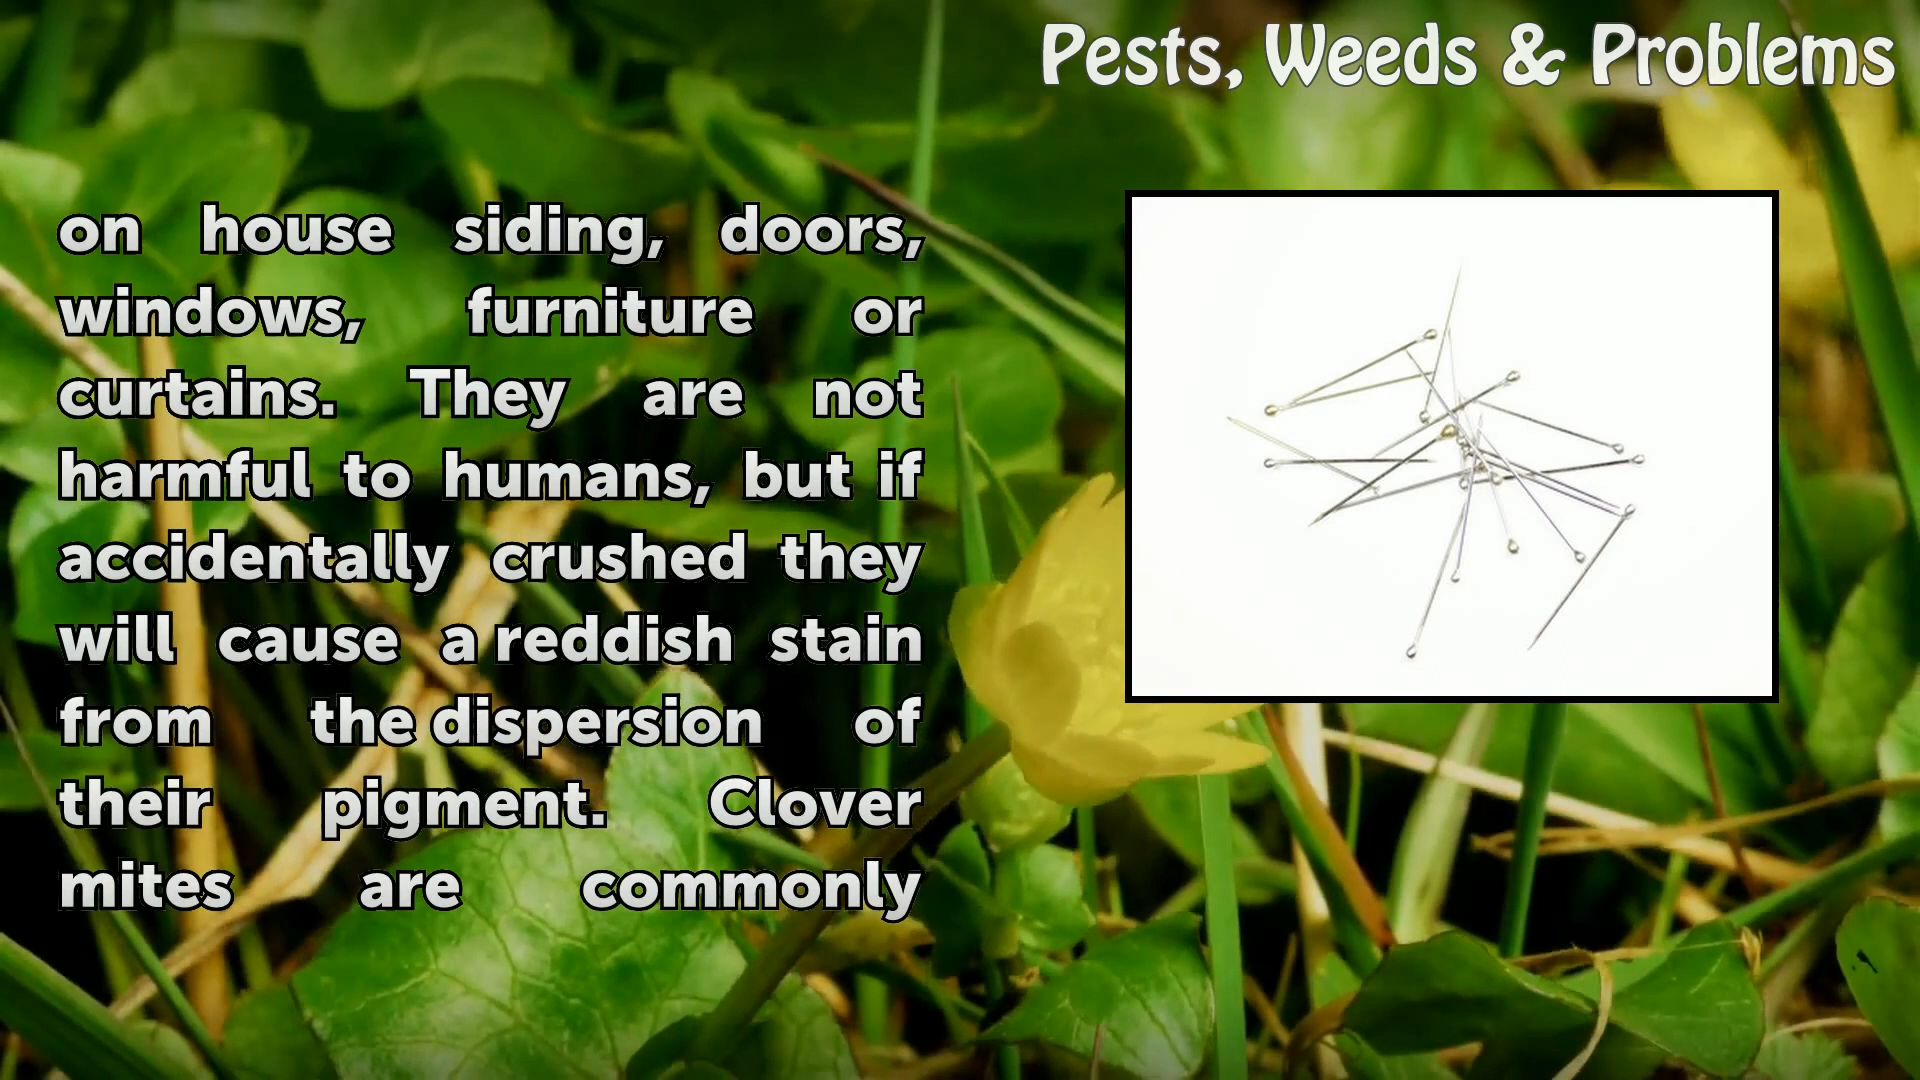 Pests, Weeds & Problems
on house siding, doors,
windows, furniture or
curtains. They are not
harmful to humans, but if
accidentally crushed they
will cause a reddish stain
from the dispersion of
their pigment. Clover
mites are commonly